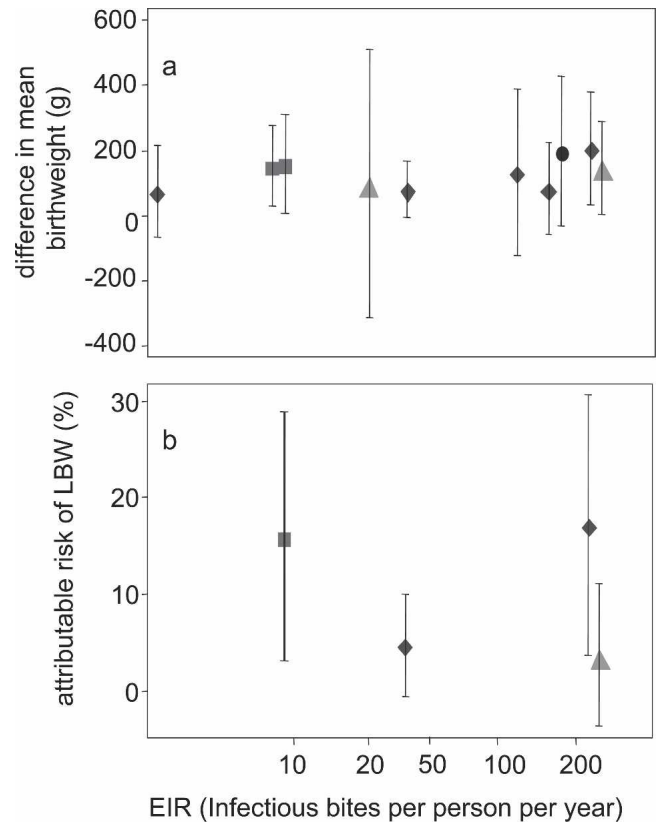 600
a
400
200
0
-200
-400
difference in mean
birthweight (g)
30
b
20
10
0
attributable risk of LBW (%)
10 20 50 100 200
EIR (Infectious bites per person per year)